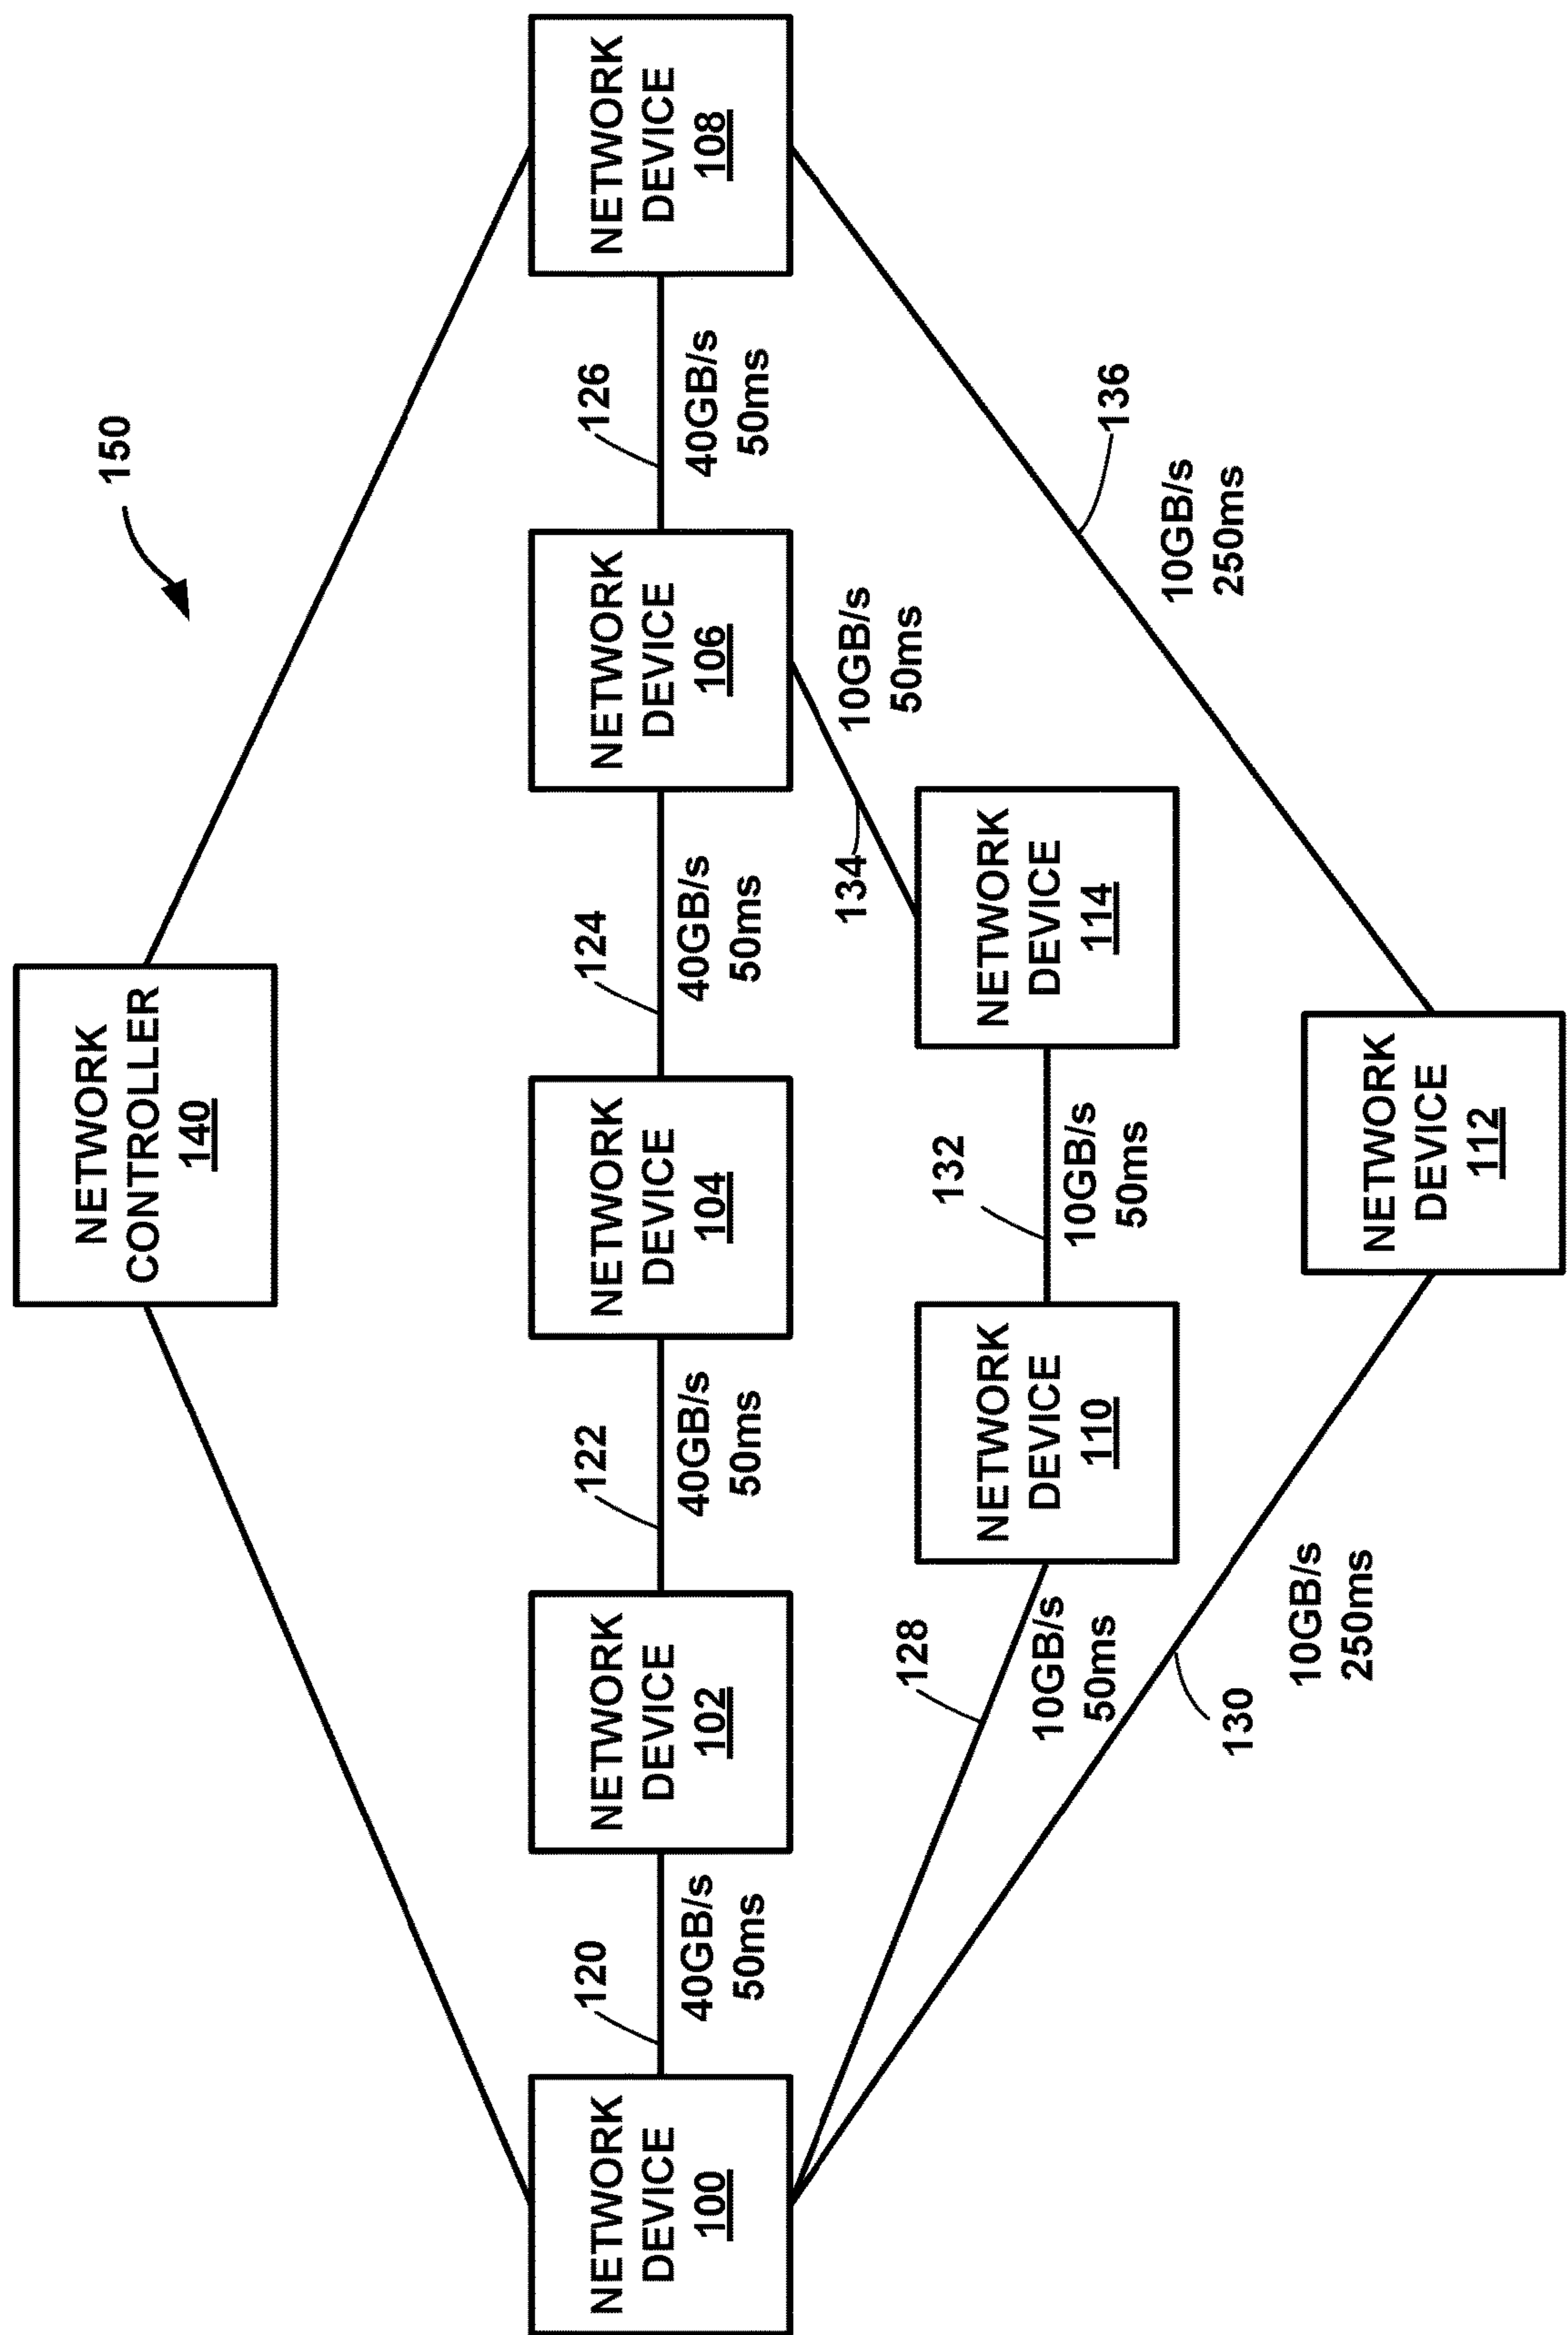 150
NETWORK
CONTROLLER
140
NETWORK
DEVICE
100
120
40GB/s
50ms
NETWORK
DEVICE
102
122
40GB/s
50ms
NETWORK
DEVICE
104
124
40GB/s
50ms
NETWORK
DEVICE
106
126
40GB/s
50ms
NETWORK
DEVICE
108
128
10GB/s
50ms
NETWORK
DEVICE
110
132
10GB/s
50ms
NETWORK
DEVICE
114
134
10GB/s
50ms
130
10GB/s
250ms
NETWORK
DEVICE
112
136
10GB/s
250ms